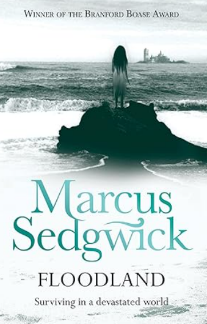 WINNER OF THE BRANFORD BOASE AWARD
Marcus
Sedgwick
FLOODLAND
Surviving in a devastated world